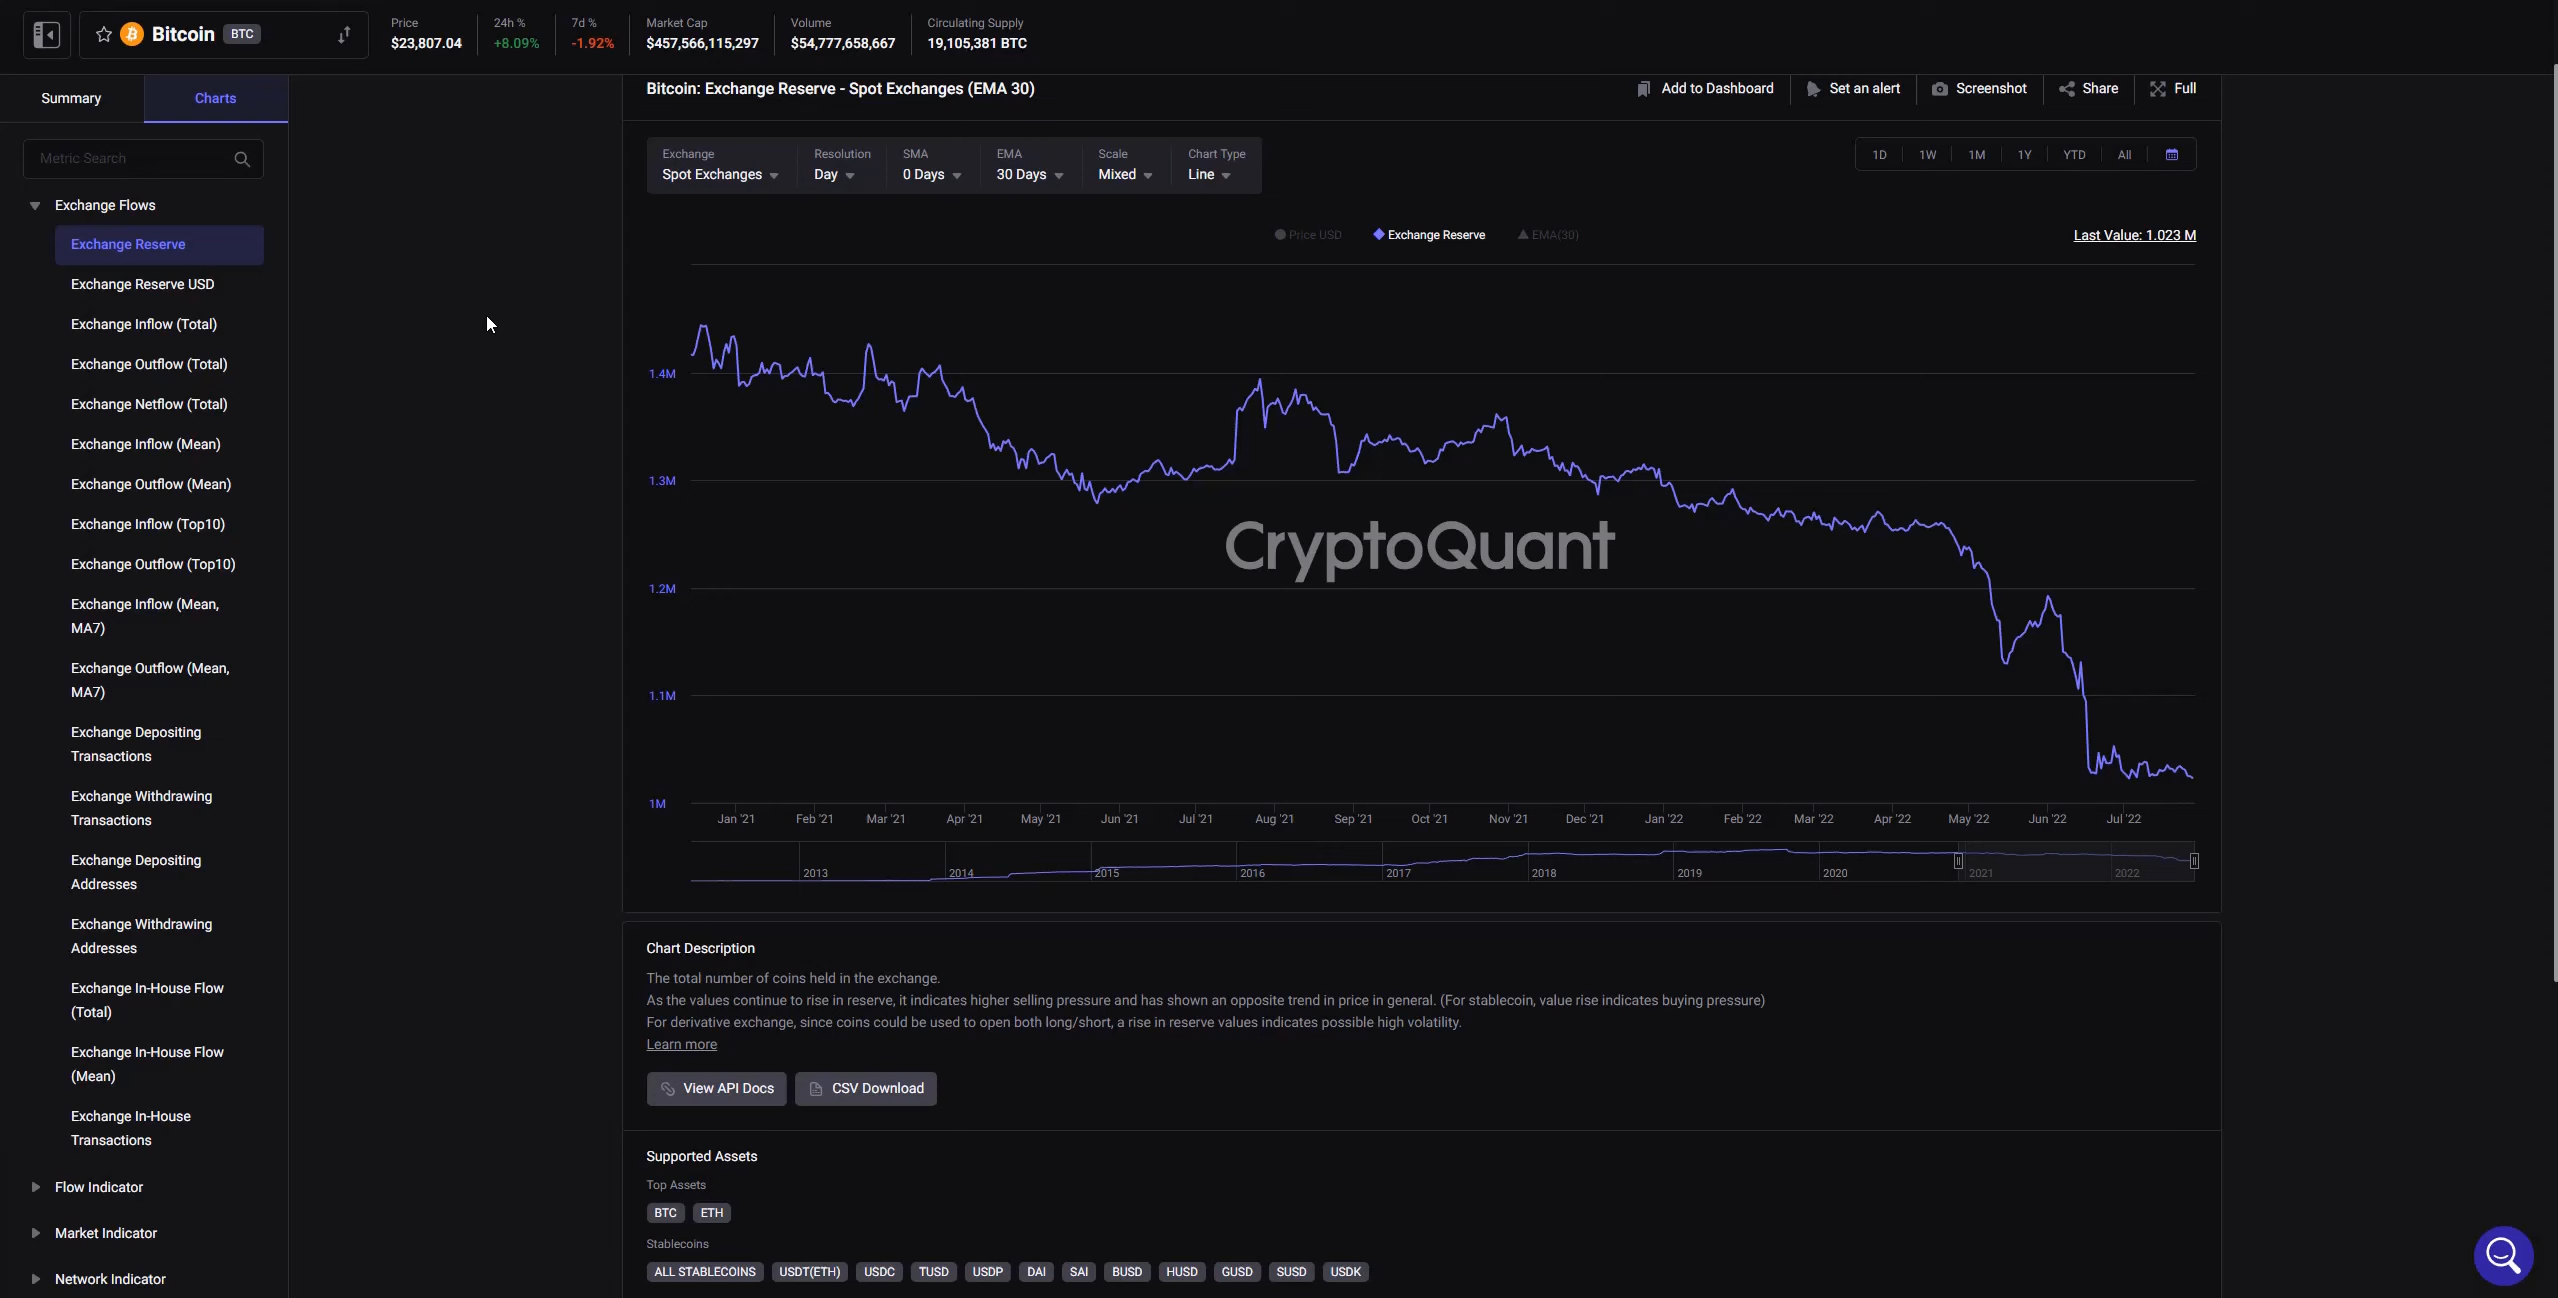 Bitcoin BTC
Price
$23,807.04
24h %
+8.09%
7d %
-1.92%
Market Cap
$457,566,115,297
Volume
$54,777,658,667
Circulating Supply
19,105,381 BTC
Summary
Charts
Metric Search
Exchange Flows
Exchange Reserve
Exchange Reserve USD
Exchange Inflow (Total)
Exchange Outflow (Total)
Exchange Netflow (Total)
Exchange Inflow (Mean)
Exchange Outflow (Mean)
Exchange Inflow (Top10)
Exchange Outflow (Top10)
Exchange Inflow (Mean,
MA7)
Exchange Outflow (Mean,
MA7)
Exchange Depositing
Transactions
Exchange Withdrawing
Transactions
Exchange Depositing
Addresses
Exchange Withdrawing
Addresses
Exchange In-House Flow
(Total)
Exchange In-House Flow
(Mean)
Exchange In-House
Transactions
Flow Indicator
Market Indicator
Network Indicator
Bitcoin: Exchange Reserve - Spot Exchanges (EMA 30)
Add to Dashboard
Set an alert
Screenshot
Share
Full
Exchange
Spot Exchanges
Resolution
Day
SMA
0 Days
EMA
30 Days
Scale
Mixed
Chart Type
Line
1D 1W 1M 1Y YTD All
Price USD Exchange Reserve EMA(30)
Last Value: 1.023 M
1.4M
1.3M
CryptoQuant
1.2M
1.1M
1M
Jan '21 Feb '21 Mar '21 Apr '21 May '21 Jun '21 Jul '21 Aug '21 Sep '21 Oct '21 Nov '21 Dec '21 Jan '22 Feb '22 Mar '22 Apr '22 May '22 Jun '22 Jul '22
2013 2014 2015 2016 2017 2018 2019 2020 2021 2022
Chart Description
The total number of coins held in the exchange.
As the values continue to rise in reserve, it indicates higher selling pressure and has shown an opposite trend in price in general. (For stablecoin, value rise indicates buying pressure)
For derivative exchange, since coins could be used to open both long/short, a rise in reserve values indicates possible high volatility.
Learn more
View API Docs
CSV Download
Supported Assets
Top Assets
BTC ETH
Stablecoins
ALL STABLECOINS USDT(ETH) USDC TUSD USDP DAI SAI BUSD HUSD GUSD SUSD USDK